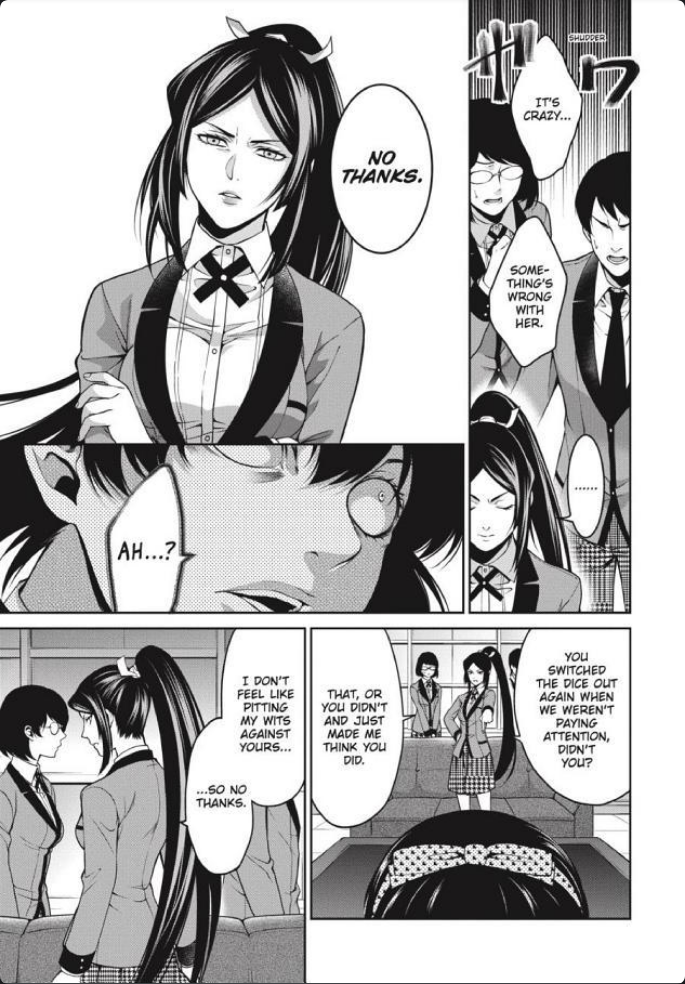 SHUDDER
ザワ
IT'S
CRAZY...
SOME-
THING'S
WRONG
WITH
HER.
......
NO
THANKS.
AH...?
YOU
SWITCHED
THE DICE OUT
AGAIN WHEN
WE WEREN'T
PAYING
ATTENTION,
DIDN'T
YOU?
THAT, OR
YOU DIDN'T
AND JUST
MADE ME
THINK YOU
DID.
I DON'T
FEEL LIKE
PITTING
MY WITS
AGAINST
YOURS...
...SO NO
THANKS.